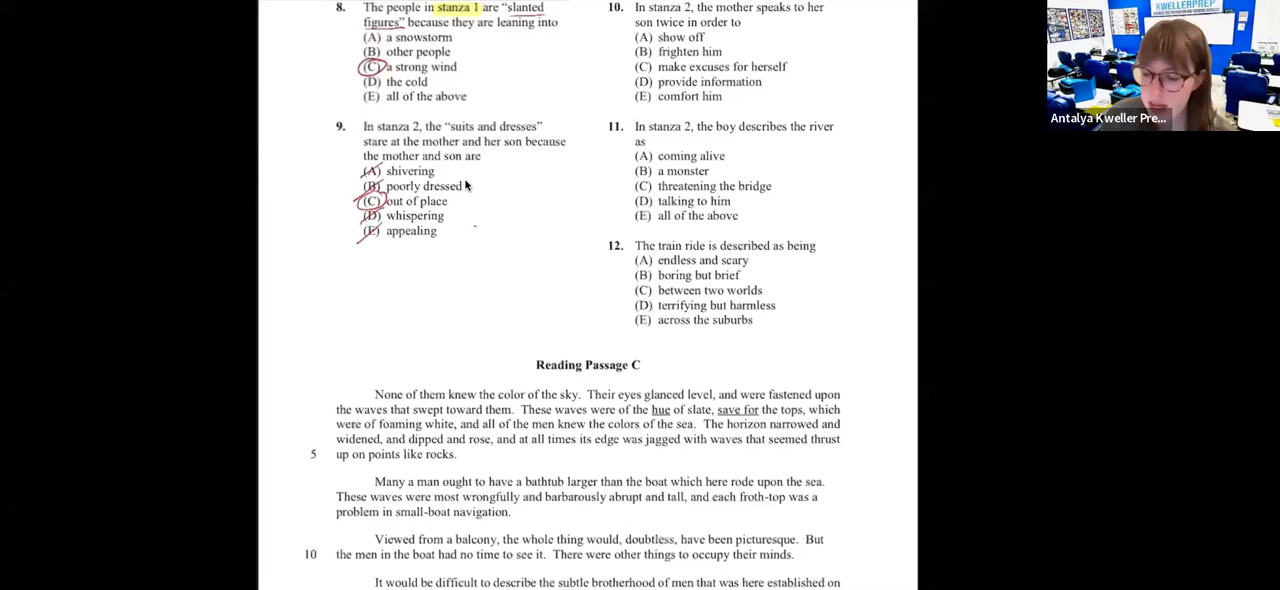 8. The people in stanza 1 are “slanted
figures” because they are leaning into
(A) a snowstorm
(B) other people
(C) a strong wind
(D) the cold
(E) all of the above
9. In stanza 2, the “suits and dresses”
stare at the mother and her son because
the mother and son are
(A) shivering
(B) poorly dressed
(C) out of place
(D) whispering
(E) appealing
10. In stanza 2, the mother speaks to her
son twice in order to
(A) show off
(B) frighten him
(C) make excuses for herself
(D) provide information
(E) comfort him
11. In stanza 2, the boy describes the river
as
(A) coming alive
(B) a monster
(C) threatening the bridge
(D) talking to him
(E) all of the above
12. The train ride is described as being
(A) endless and scary
(B) boring but brief
(C) between two worlds
(D) terrifying but harmless
(E) across the suburbs
Reading Passage C
None of them knew the color of the sky. Their eyes glanced level, and were fastened upon
the waves that swept toward them. These waves were of the hue of slate, save for the tops, which
were of foaming white, and all of the men knew the colors of the sea. The horizon narrowed and
widened, and dipped and rose, and at all times its edge was jagged with waves that seemed thrust
5 up on points like rocks.
Many a man ought to have a bathtub larger than the boat which here rode upon the sea.
These waves were most wrongfully and barbarously abrupt and tall, and each froth-top was a
problem in small-boat navigation.
Viewed from a balcony, the whole thing would, doubtless, have been picturesque. But
10 the men in the boat had no time to see it. There were other things to occupy their minds.
It would be difficult to describe the subtle brotherhood of men that was here established on
KWELLERPREP
Antalya Kweller Pre...